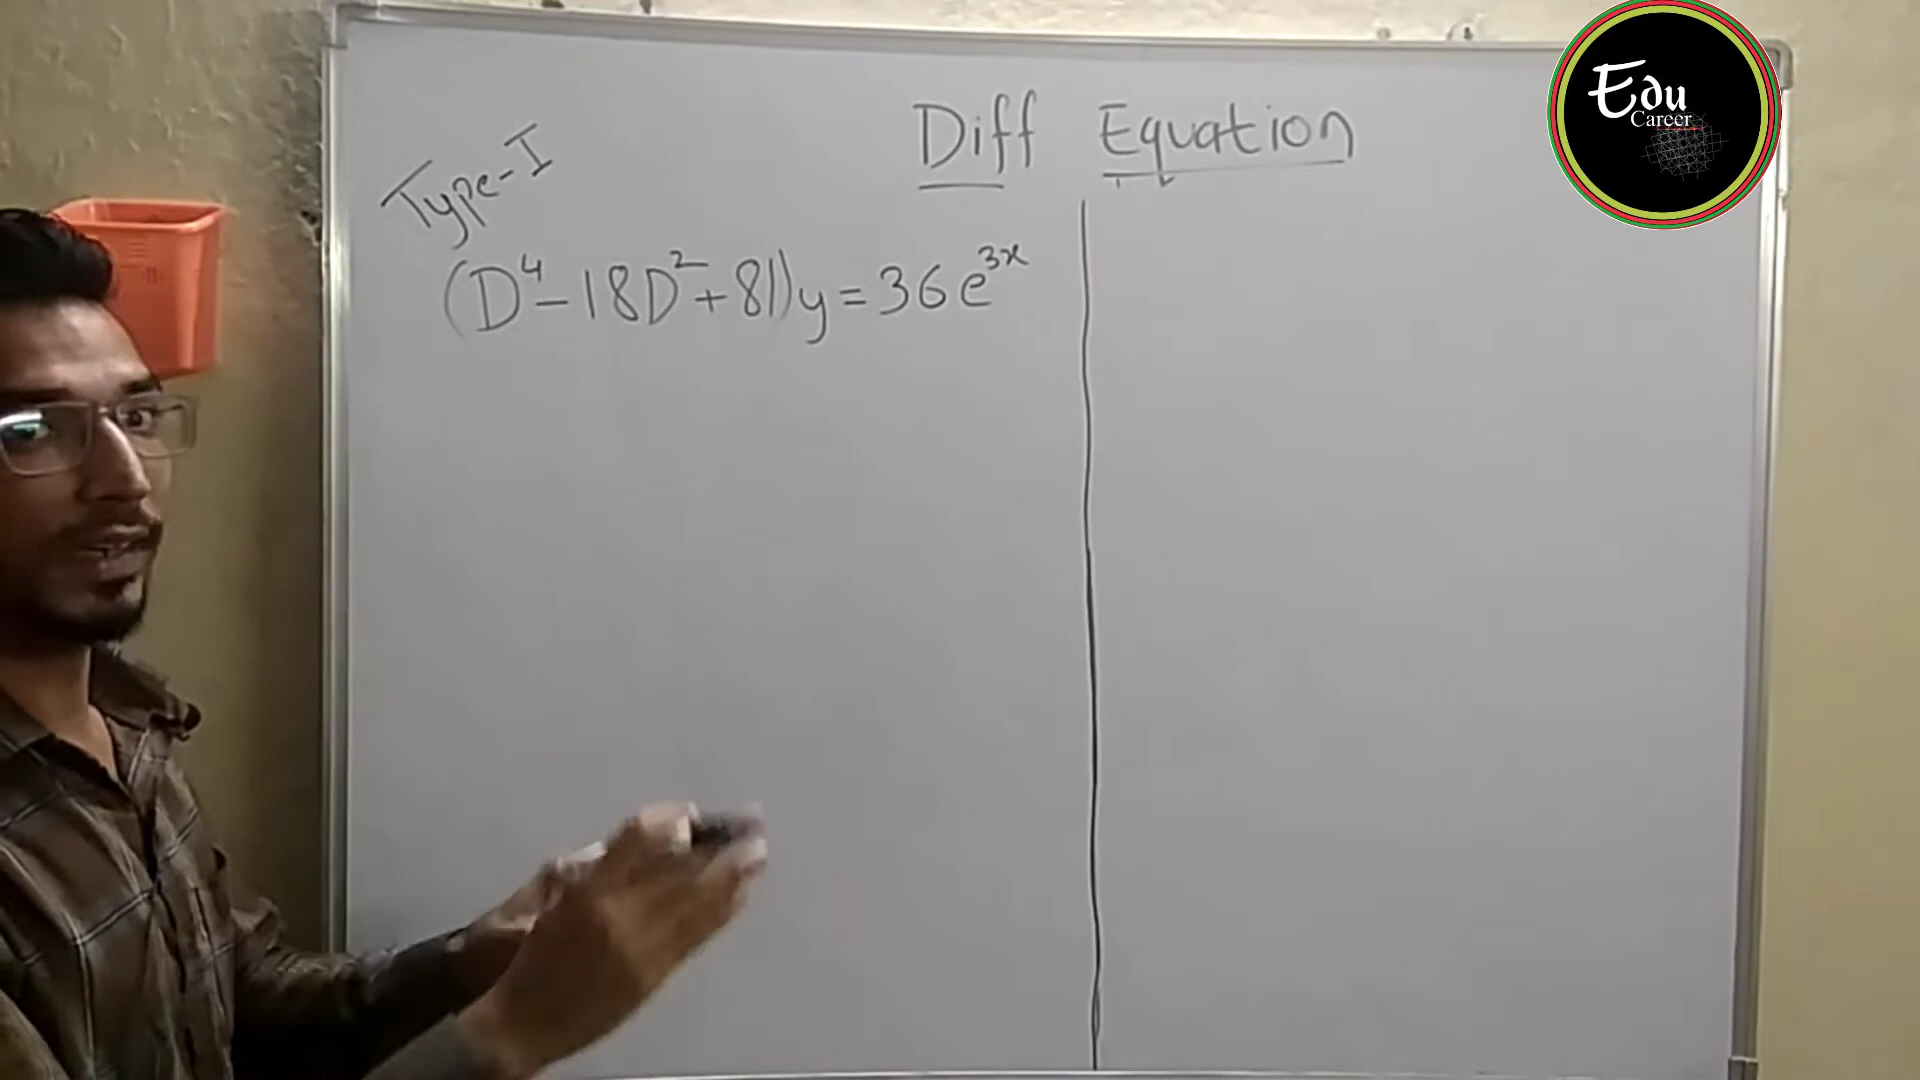 Edu
Career
Diff Equation
Type-I
(D⁴-18D²+81)y=36e³ˣ